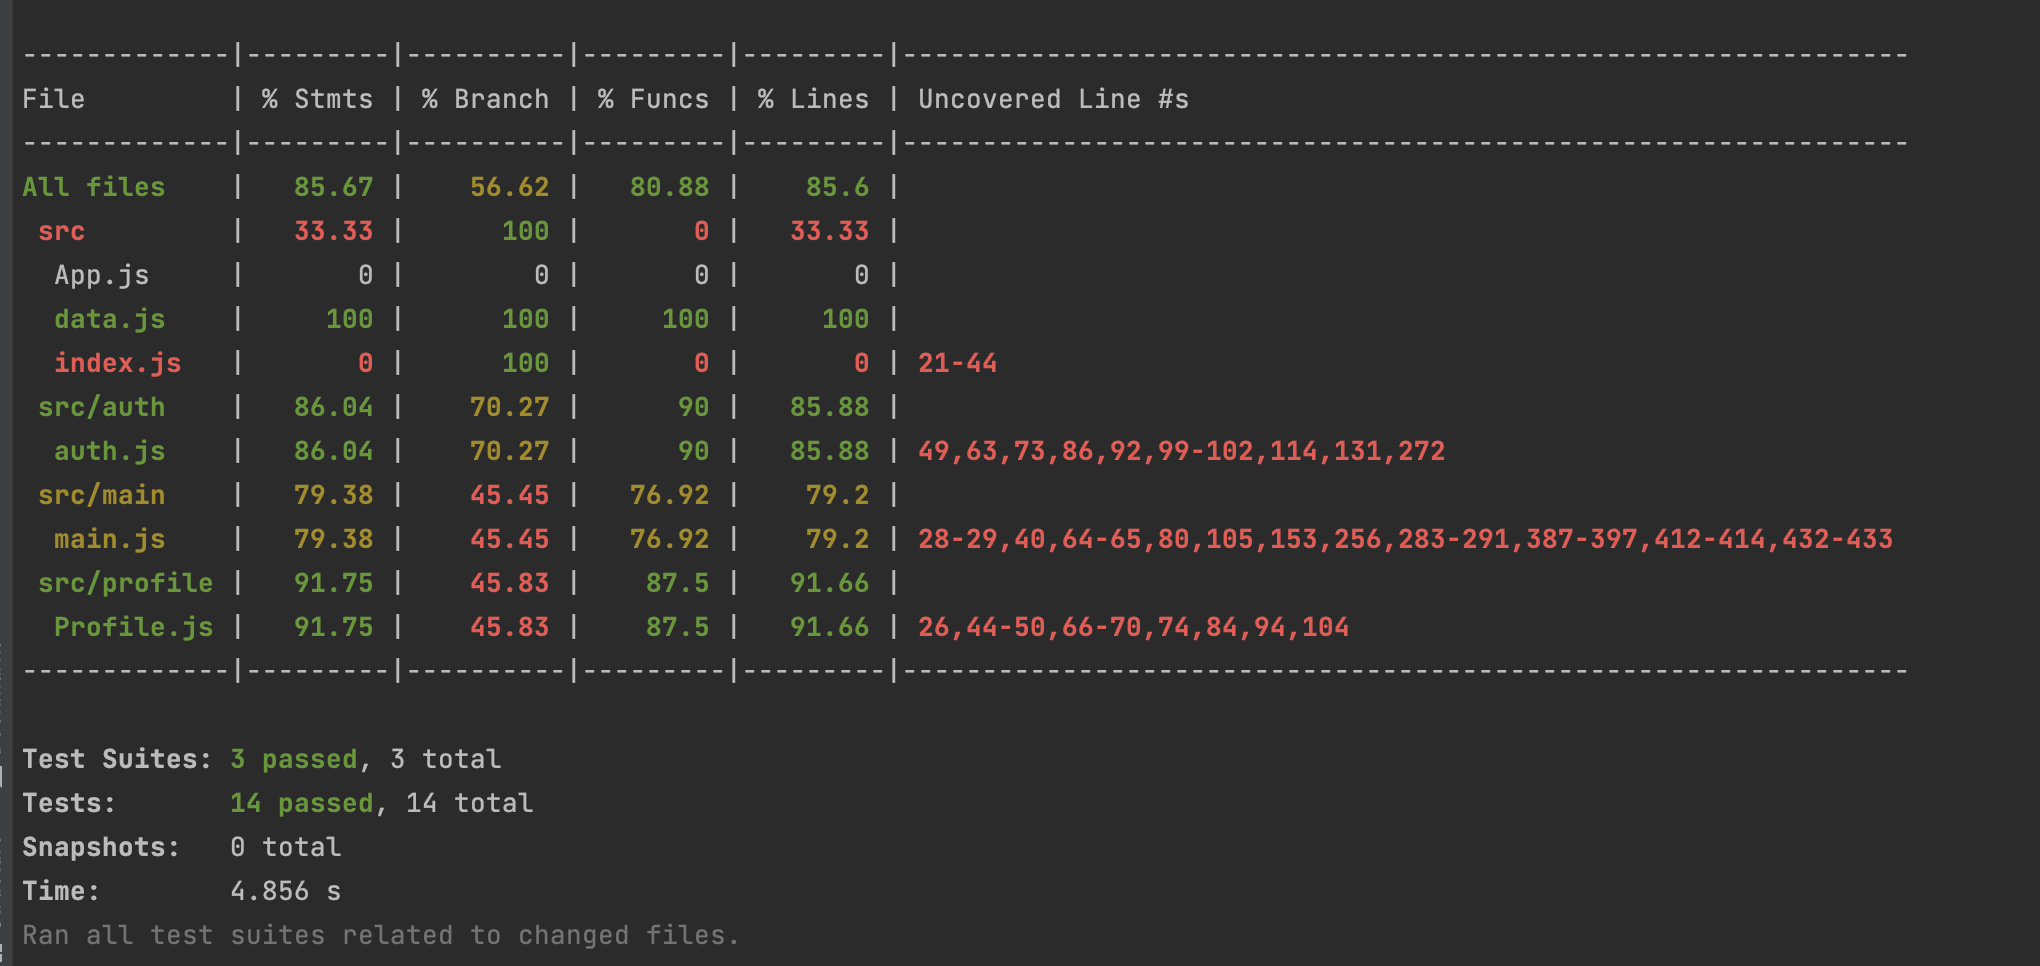 -------------|---------|----------|---------|---------|---------------------------------------------------------------
File         | % Stmts | % Branch | % Funcs | % Lines | Uncovered Line #s
-------------|---------|----------|---------|---------|---------------------------------------------------------------
All files    |   85.67 |    56.62 |   80.88 |    85.6 |
 src         |   33.33 |      100 |       0 |   33.33 |
  App.js     |       0 |        0 |       0 |       0 |
  data.js    |     100 |      100 |     100 |     100 |
  index.js   |       0 |      100 |       0 |       0 | 21-44
 src/auth    |   86.04 |    70.27 |      90 |   85.88 |
  auth.js    |   86.04 |    70.27 |      90 |   85.88 | 49,63,73,86,92,99-102,114,131,272
 src/main    |   79.38 |    45.45 |   76.92 |    79.2 |
  main.js    |   79.38 |    45.45 |   76.92 |    79.2 | 28-29,40,64-65,80,105,153,256,283-291,387-397,412-414,432-433
 src/profile |   91.75 |    45.83 |    87.5 |   91.66 |
  Profile.js |   91.75 |    45.83 |    87.5 |   91.66 | 26,44-50,66-70,74,84,94,104
-------------|---------|----------|---------|---------|---------------------------------------------------------------
Test Suites: 3 passed, 3 total
Tests:       14 passed, 14 total
Snapshots:   0 total
Time:        4.856 s
Ran all test suites related to changed files.